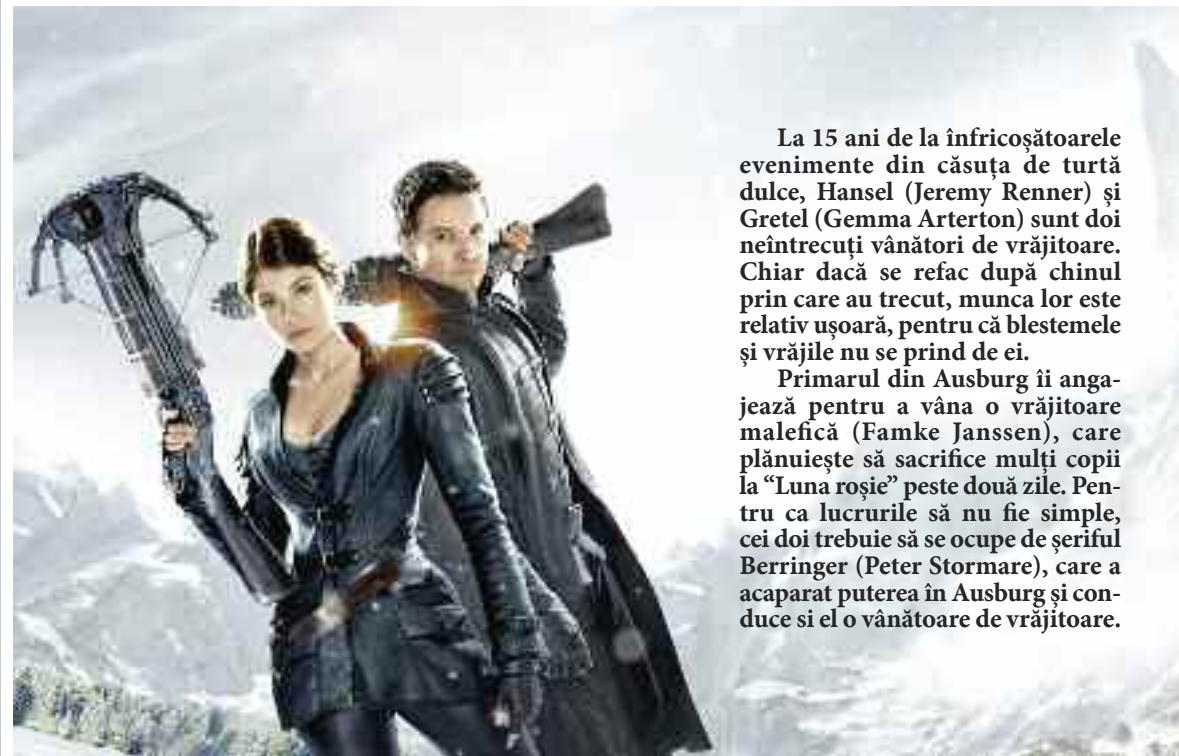 La 15 ani de la înfricoșătoarele
evenimente din căsuța de turtă
dulce, Hansel (Jeremy Renner) și
Gretel (Gemma Arterton) sunt doi
neîntrecuți vânători de vrăjitoare.
Chiar dacă se refac după chinul
prin care au trecut, munca lor este
relativ ușoară, pentru că blestemele
și vrăjile nu se prind de ei.
Primarul din Ausburg îi anga-
jează pentru a vâna o vrăjitoare
malefică (Famke Janssen), care
plănuiește să sacrifice mulți copii
la “Luna roșie” peste două zile. Pen-
tru ca lucrurile să nu fie simple,
cei doi trebuie să se ocupe de șeriful
Berringer (Peter Stormare), care a
acaparat puterea în Ausburg și con-
duce si el o vânătoare de vrăjitoare.